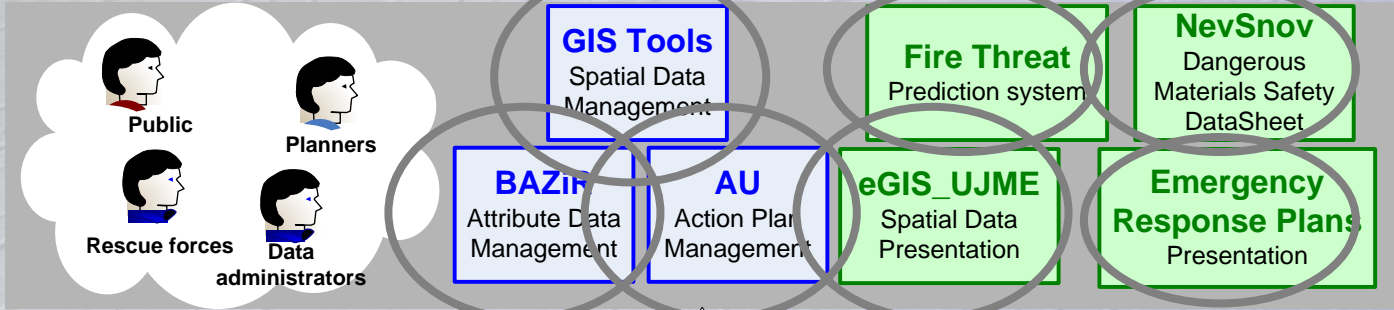 Public
Planners
Rescue forces
Data
administrators
GIS Tools
Spatial Data
Management
BAZiR
Attribute Data
Management
AU
Action Plan
Management
Fire Threat
Prediction system
NevSnov
Dangerous
Materials Safety
DataSheet
eGIS_UJME
Spatial Data
Presentation
Emergency
Response Plans
Presentation